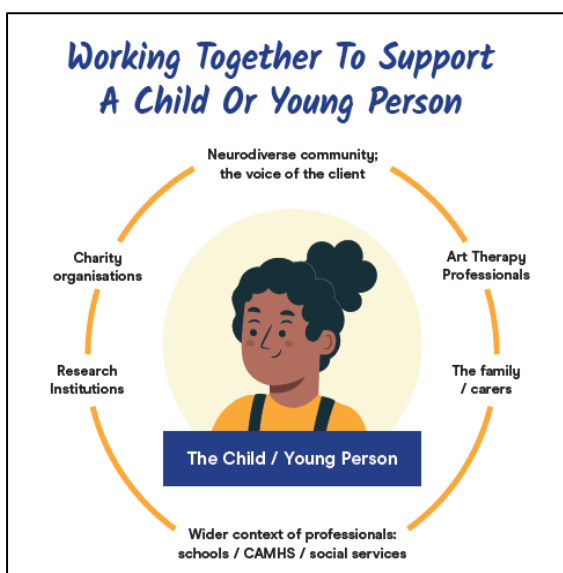 Working Together To Support
A Child Or Young Person
Neurodiverse community;
the voice of the client
Charity
organisations
Art Therapy
Professionals
Research
Institutions
The family
/ carers
The Child / Young Person
Wider context of professionals:
schools / CAMHS / social services